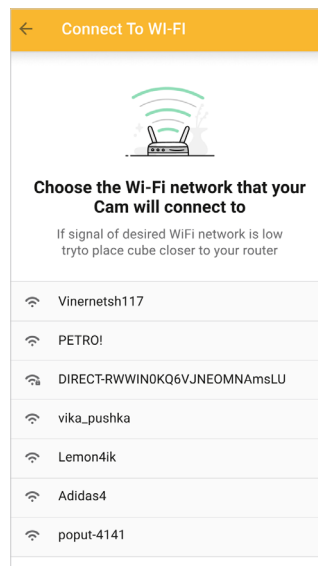 Connect To WI-FI
Choose the Wi-Fi network that your
Cam will connect to
If signal of desired WiFi network is low
tryto place cube closer to your router
Vinernetsh117
PETRO!
DIRECT-RWWIN0KQ6VJNEOMNAmsLU
vika_pushka
Lemon4ik
Adidas4
poput-4141